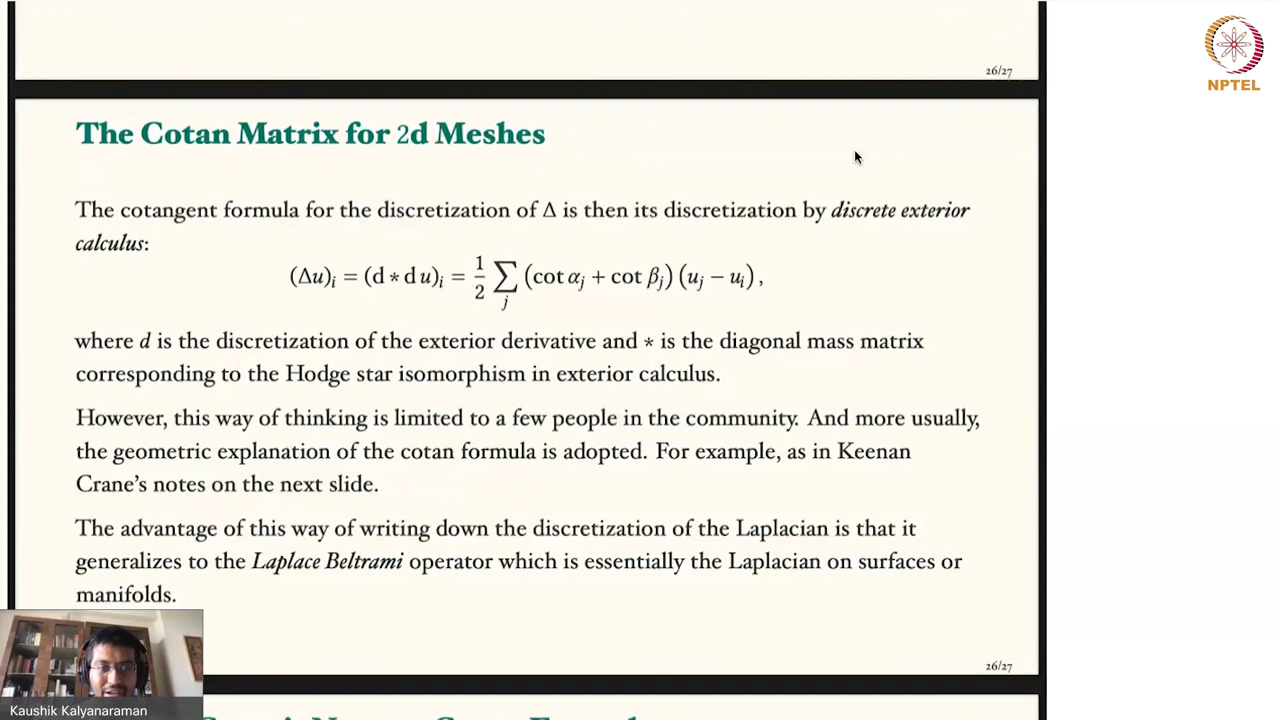 26/27
NPTEL
The Cotan Matrix for 2d Meshes
The cotangent formula for the discretization of Δ is then its discretization by discrete exterior
calculus:
(Δu)ᵢ = (d ∗ d u)ᵢ = 1/2 ∑ⱼ (cot αⱼ + cot βⱼ) (uⱼ − uᵢ) ,
where d is the discretization of the exterior derivative and ∗ is the diagonal mass matrix
corresponding to the Hodge star isomorphism in exterior calculus.
However, this way of thinking is limited to a few people in the community. And more usually,
the geometric explanation of the cotan formula is adopted. For example, as in Keenan
Crane's notes on the next slide.
The advantage of this way of writing down the discretization of the Laplacian is that it
generalizes to the Laplace Beltrami operator which is essentially the Laplacian on surfaces or
manifolds.
26/27
Kaushik Kalyanaraman